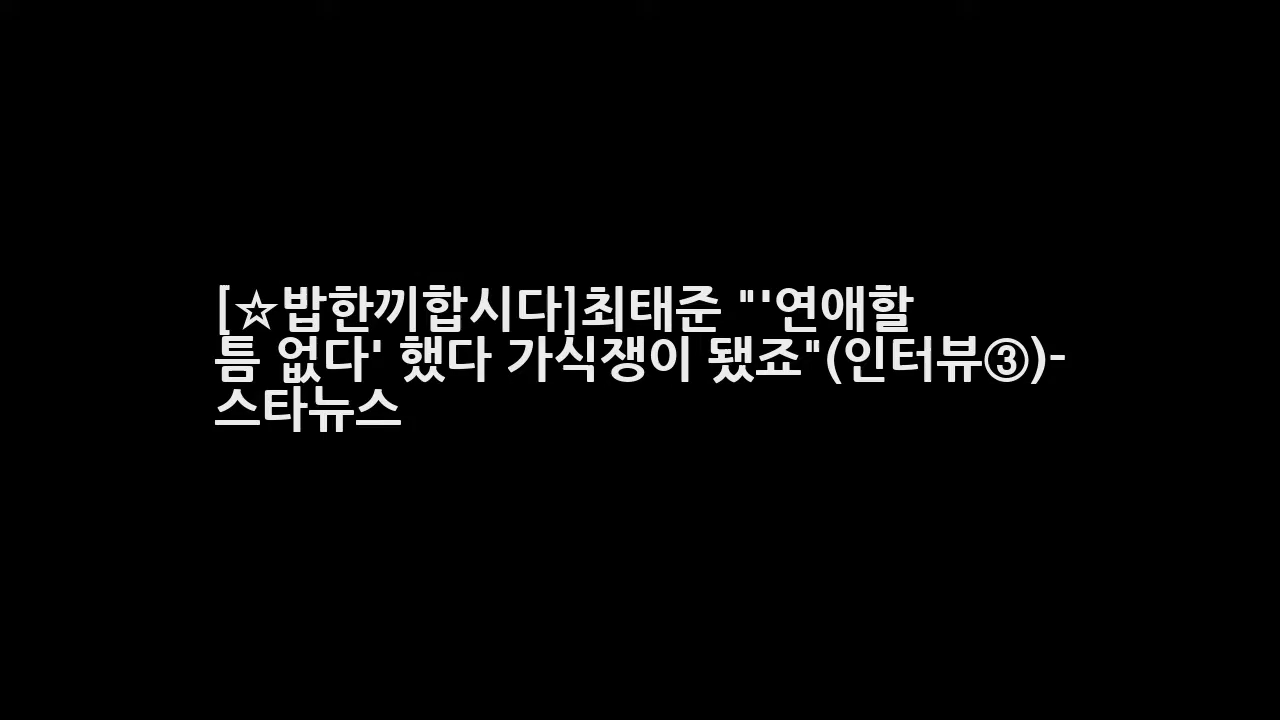 [☆밥한끼합시다]최태준 "'연애할
틈 없다' 했다 가식쟁이 됐죠"(인터뷰③)-
스타뉴스